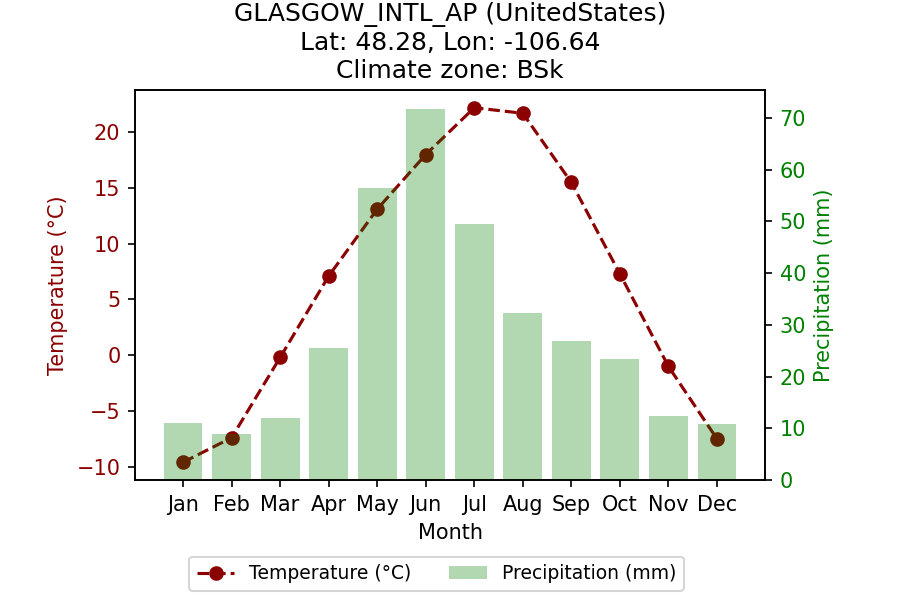 GLASGOW_INTL_AP (UnitedStates)
Lat: 48.28, Lon: -106.64
Climate zone: BSk
Temperature (°C)
20
15
10
5
0
−5
−10
Precipitation (mm)
70
60
50
40
30
20
10
0
Jan Feb Mar Apr May Jun Jul Aug Sep Oct Nov Dec
Month
Temperature (°C) Precipitation (mm)